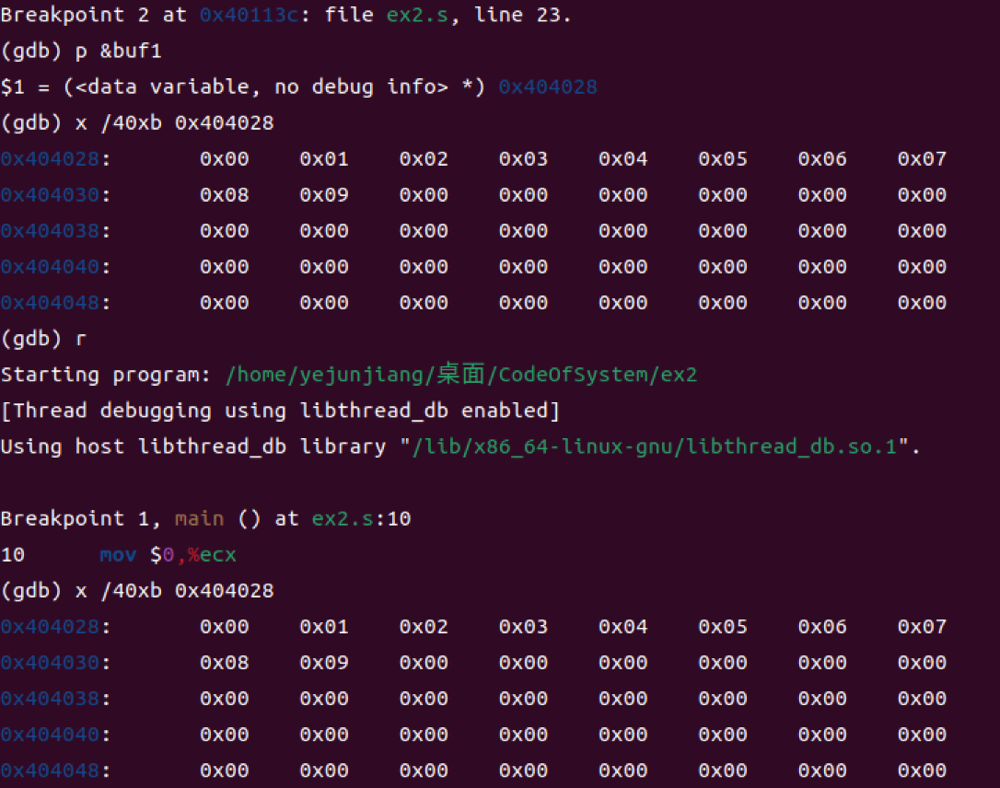 Breakpoint 2 at 0x40113c: file ex2.s, line 23.
(gdb) p &buf1
$1 = (<data variable, no debug info> *) 0x404028
(gdb) x /40xb 0x404028
0x404028:	0x00	0x01	0x02	0x03	0x04	0x05	0x06	0x07
0x404030:	0x08	0x09	0x00	0x00	0x00	0x00	0x00	0x00
0x404038:	0x00	0x00	0x00	0x00	0x00	0x00	0x00	0x00
0x404040:	0x00	0x00	0x00	0x00	0x00	0x00	0x00	0x00
0x404048:	0x00	0x00	0x00	0x00	0x00	0x00	0x00	0x00
(gdb) r
Starting program: /home/yejunjiang/桌面/CodeOfSystem/ex2
[Thread debugging using libthread_db enabled]
Using host libthread_db library "/lib/x86_64-linux-gnu/libthread_db.so.1".
Breakpoint 1, main () at ex2.s:10
10	mov $0,%ecx
(gdb) x /40xb 0x404028
0x404028:	0x00	0x01	0x02	0x03	0x04	0x05	0x06	0x07
0x404030:	0x08	0x09	0x00	0x00	0x00	0x00	0x00	0x00
0x404038:	0x00	0x00	0x00	0x00	0x00	0x00	0x00	0x00
0x404040:	0x00	0x00	0x00	0x00	0x00	0x00	0x00	0x00
0x404048:	0x00	0x00	0x00	0x00	0x00	0x00	0x00	0x00